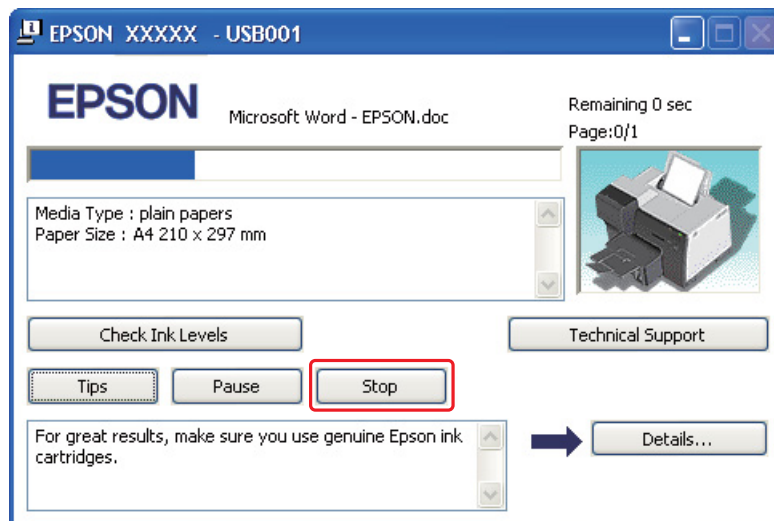 EPSON XXXXX - USB001
EPSON
Microsoft Word - EPSON.doc
Remaining 0 sec
Page:0/1
Media Type : plain papers
Paper Size : A4 210 x 297 mm
Check Ink Levels
Technical Support
Tips
Pause
Stop
For great results, make sure you use genuine Epson ink
cartridges.
Details...